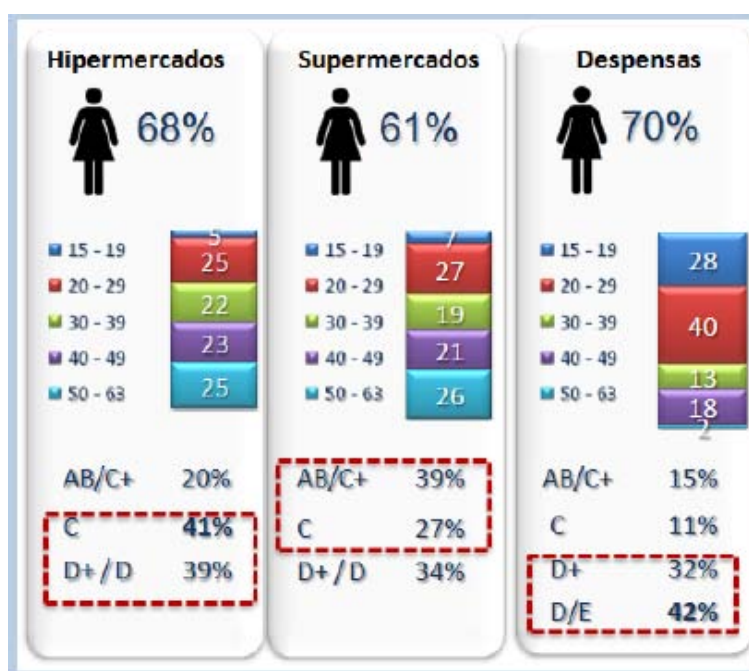 Hipermercados
68%
15 - 19
20 - 29
30 - 39
40 - 49
50 - 63
5
25
22
23
25
AB/C+ 20%
C 41%
D+/D 39%
Supermercados
61%
15 - 19
20 - 29
30 - 39
40 - 49
50 - 63
7
27
19
21
26
AB/C+ 39%
C 27%
D+/D 34%
Despensas
70%
15 - 19
20 - 29
30 - 39
40 - 49
50 - 63
28
40
13
18
2
AB/C+ 15%
C 11%
D+ 32%
D/E 42%